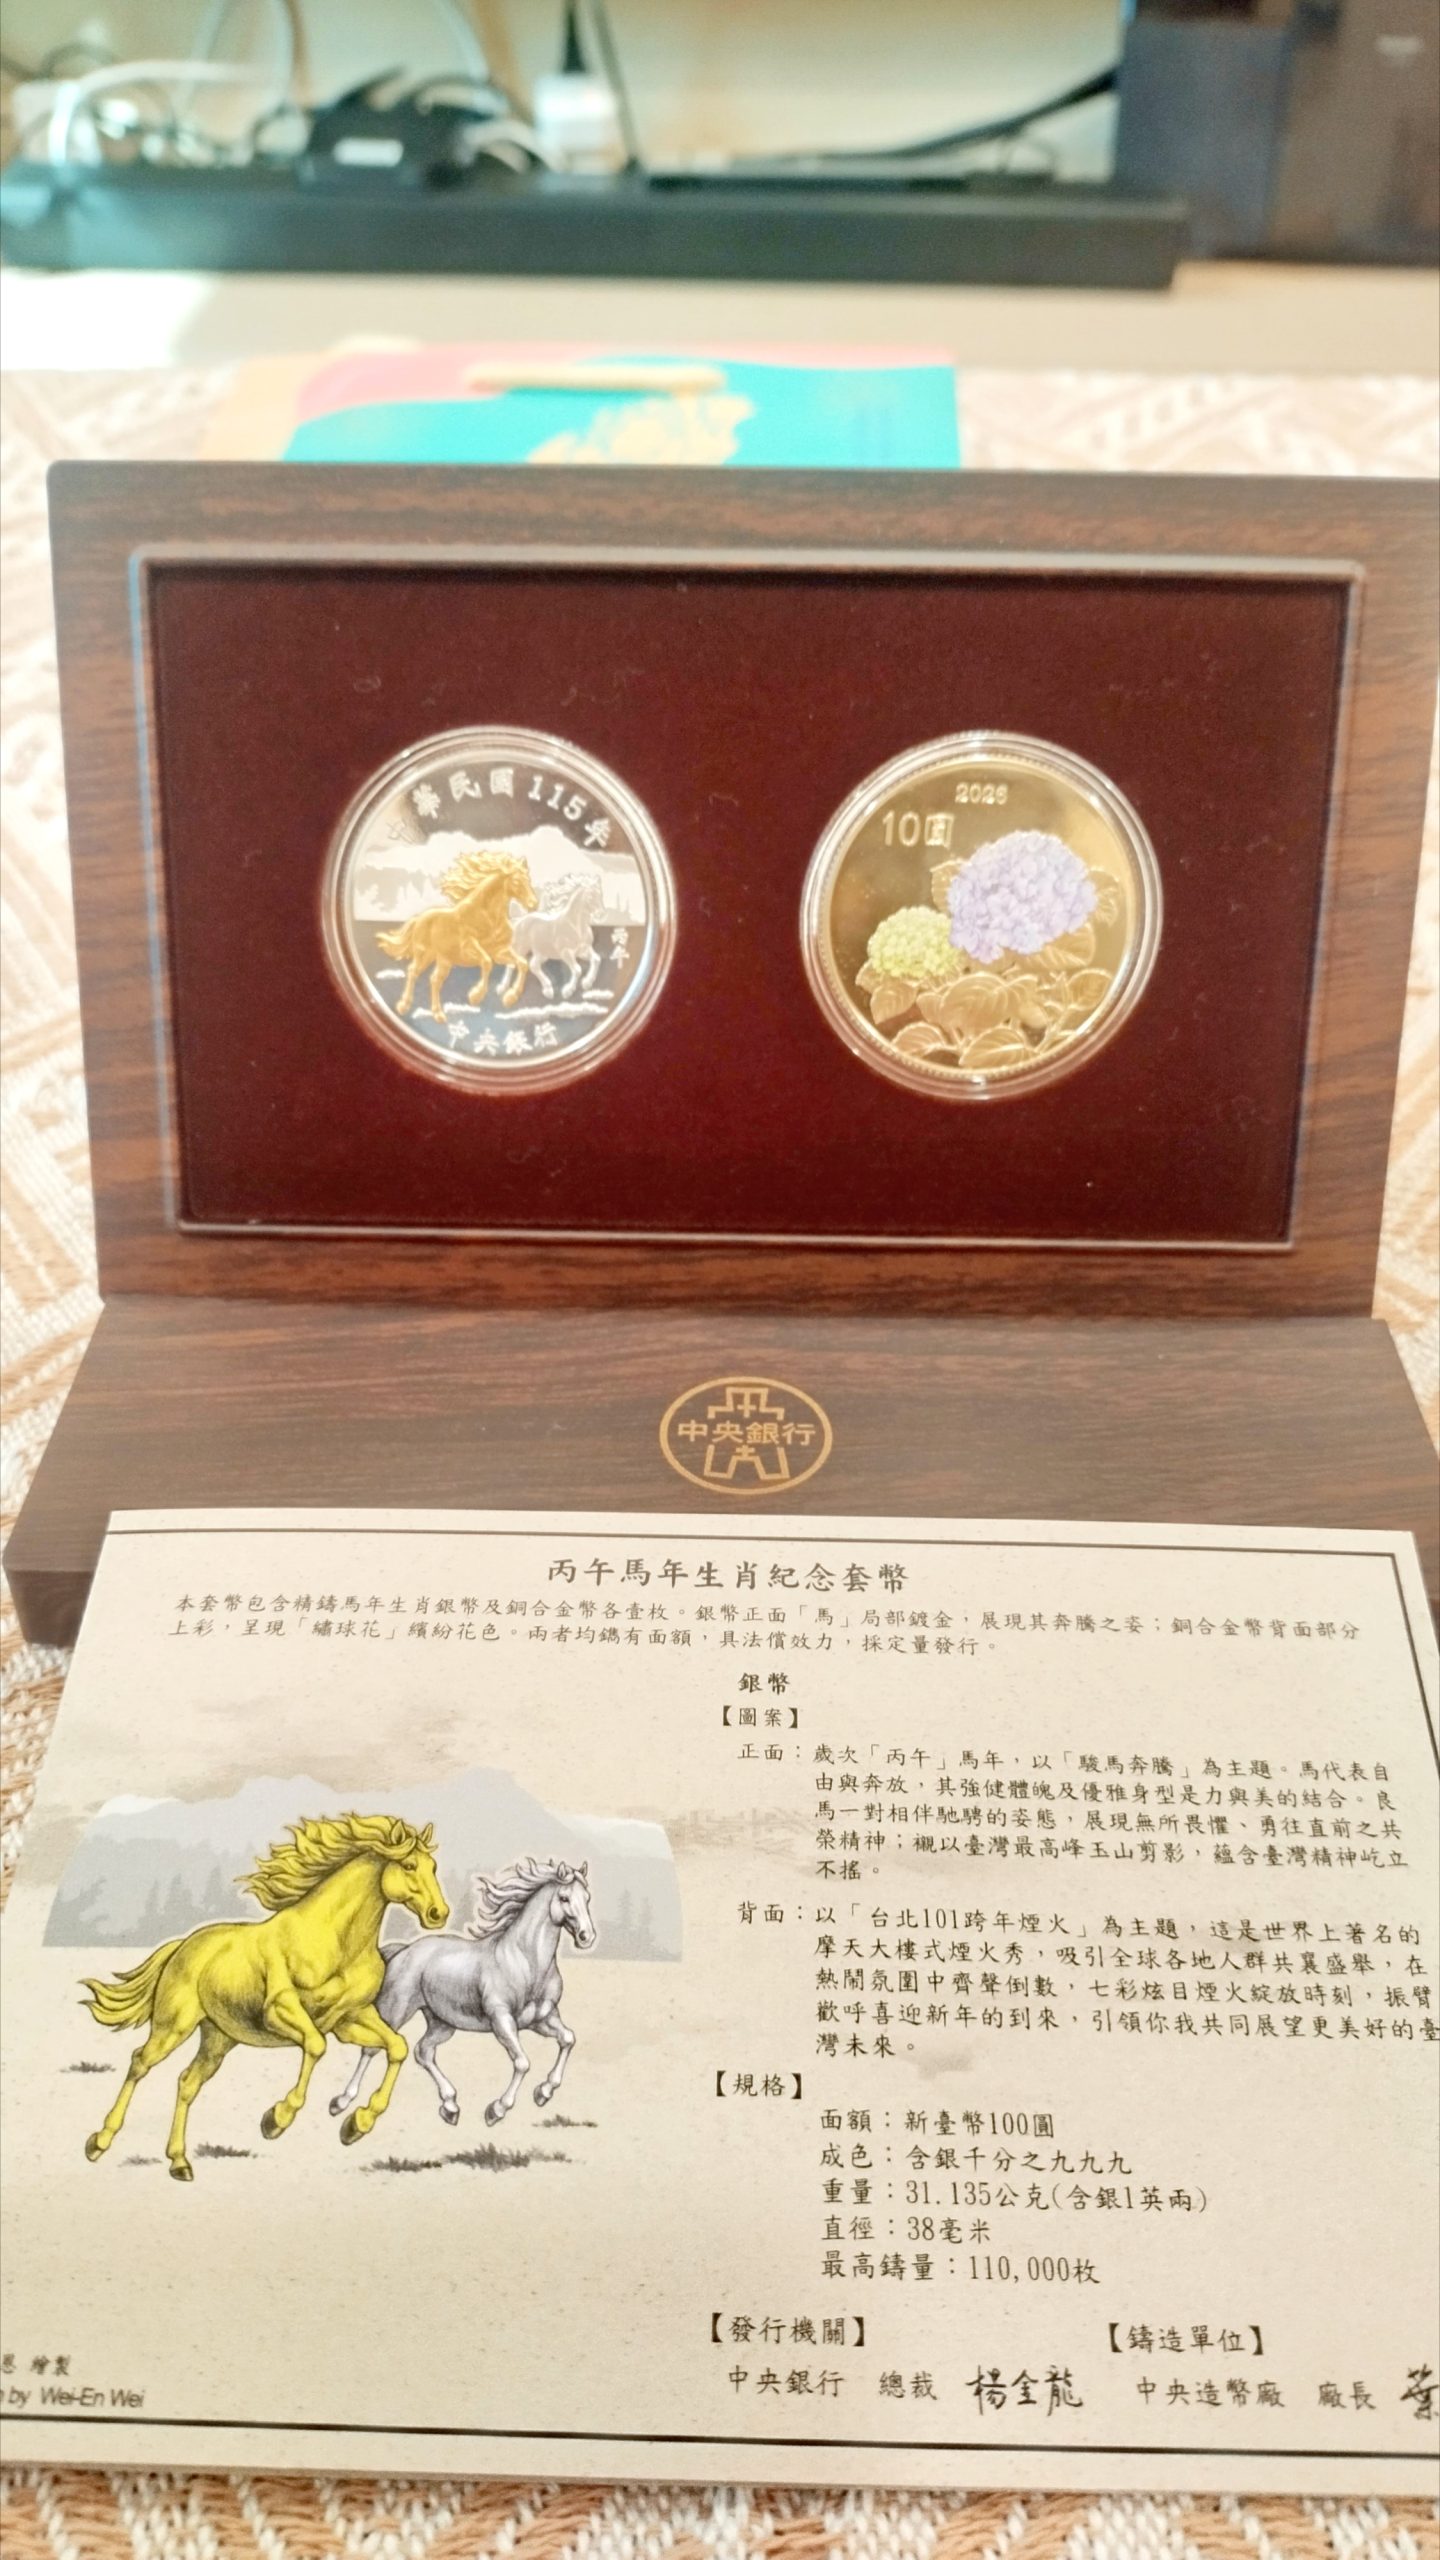 中華民國115年
丙午
中央銀行
2026
10圓
中央銀行
丙午馬年生肖紀念套幣
本套幣包含精鑄馬年生肖銀幣及銅合金幣各壹枚。銀幣正面「馬」局部鍍金，展現其奔騰之姿；銅合金幣背面部分
上彩，呈現「繡球花」繽紛花色。兩者均鐫有面額，具法償效力，採定量發行。
銀幣
【圖案】
正面：歲次「丙午」馬年，以「駿馬奔騰」為主題。馬代表自
由與奔放，其強健體魄及優雅身型是力與美的結合。良
馬一對相伴馳騁的姿態，展現無所畏懼、勇往直前之共
榮精神；襯以臺灣最高峰玉山剪影，蘊含臺灣精神屹立
不搖。
背面：以「台北101跨年煙火」為主題，這是世界上著名的
摩天大樓式煙火秀，吸引全球各地人群共襄盛舉，在
熱鬧氛圍中齊聲倒數，七彩炫目煙火綻放時刻，振臂
歡呼喜迎新年的到來，引領你我共同展望更美好的臺
灣未來。
【規格】
面額：新臺幣100圓
成色：含銀千分之九九九
重量：31.135公克(含銀1英兩)
直徑：38毫米
最高鑄量：110,000枚
【發行機關】 【鑄造單位】
中央銀行 總裁 楊金龍 中央造幣廠 廠長 葉
恩 繪製
by Wei-En Wei